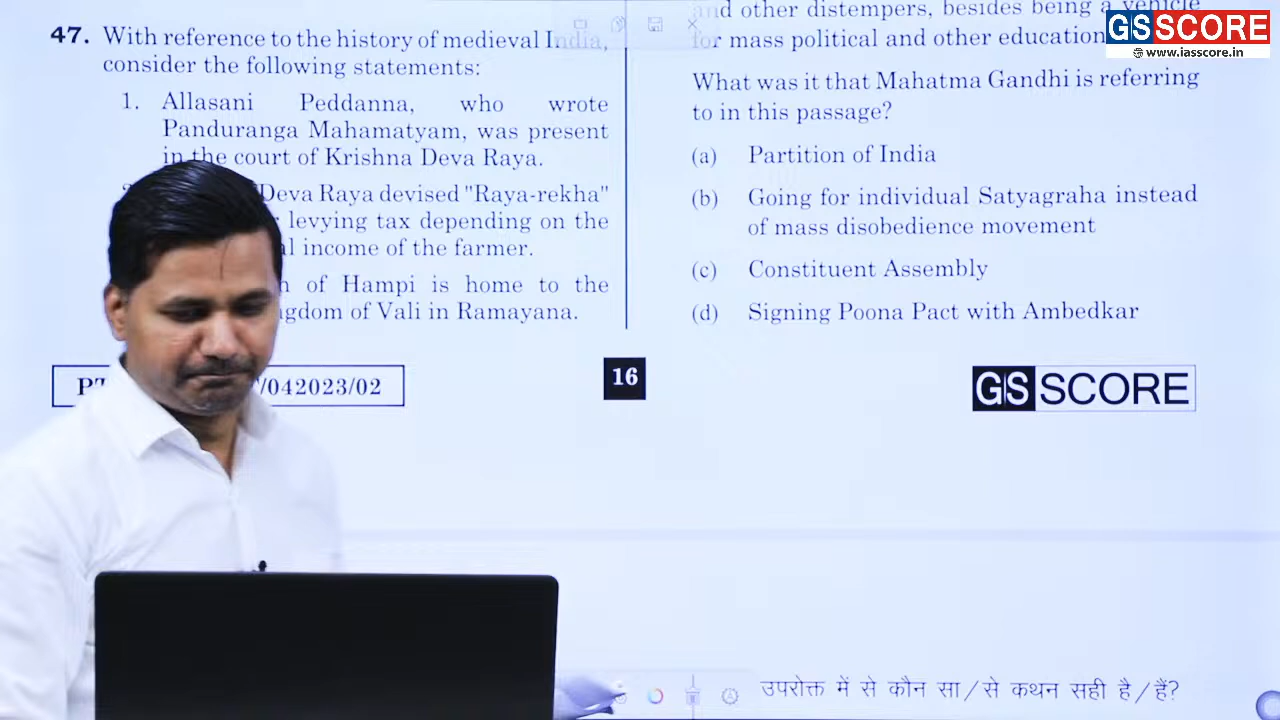 47. With reference to the history of medieval India,
consider the following statements:
1. Allasani Peddanna, who wrote
Panduranga Mahamatyam, was present
in the court of Krishna Deva Raya.
Deva Raya devised "Raya-rekha"
levying tax depending on the
income of the farmer.
of Hampi is home to the
of Vali in Ramayana.
/042023/02
16
and other distempers, besides being a vehicle
for mass political and other education
What was it that Mahatma Gandhi is referring
to in this passage?
(a) Partition of India
(b) Going for individual Satyagraha instead
of mass disobedience movement
(c) Constituent Assembly
(d) Signing Poona Pact with Ambedkar
GS SCORE
उपरोक्त में से कौन सा/से कथन सही है/हैं?
GSSCORE
www.iasscore.in